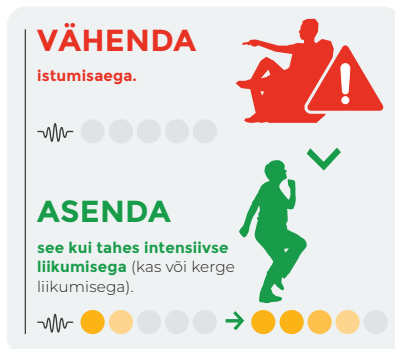 VÄHENDA
istumisaega.
ASENDA
see kui tahes intensiivse
liikumisega (kas või kerge
liikumisega).